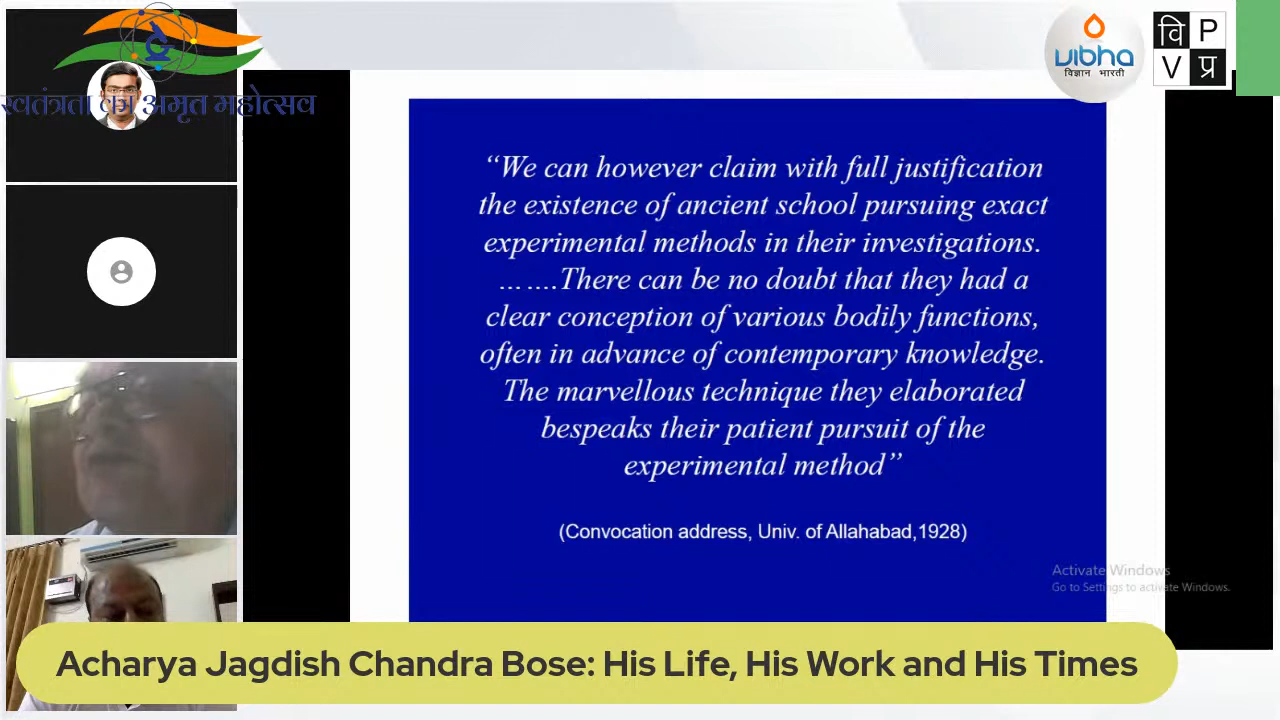 स्वतंत्रता का अमृत महोत्सव
vibha
विज्ञान भारती
वि P
V प्र
“We can however claim with full justification
the existence of ancient school pursuing exact
experimental methods in their investigations.
... ....There can be no doubt that they had a
clear conception of various bodily functions,
often in advance of contemporary knowledge.
The marvellous technique they elaborated
bespeaks their patient pursuit of the
experimental method”
(Convocation address, Univ. of Allahabad,1928)
Activate Windows
Go to Settings to activate Windows.
Acharya Jagdish Chandra Bose: His Life, His Work and His Times